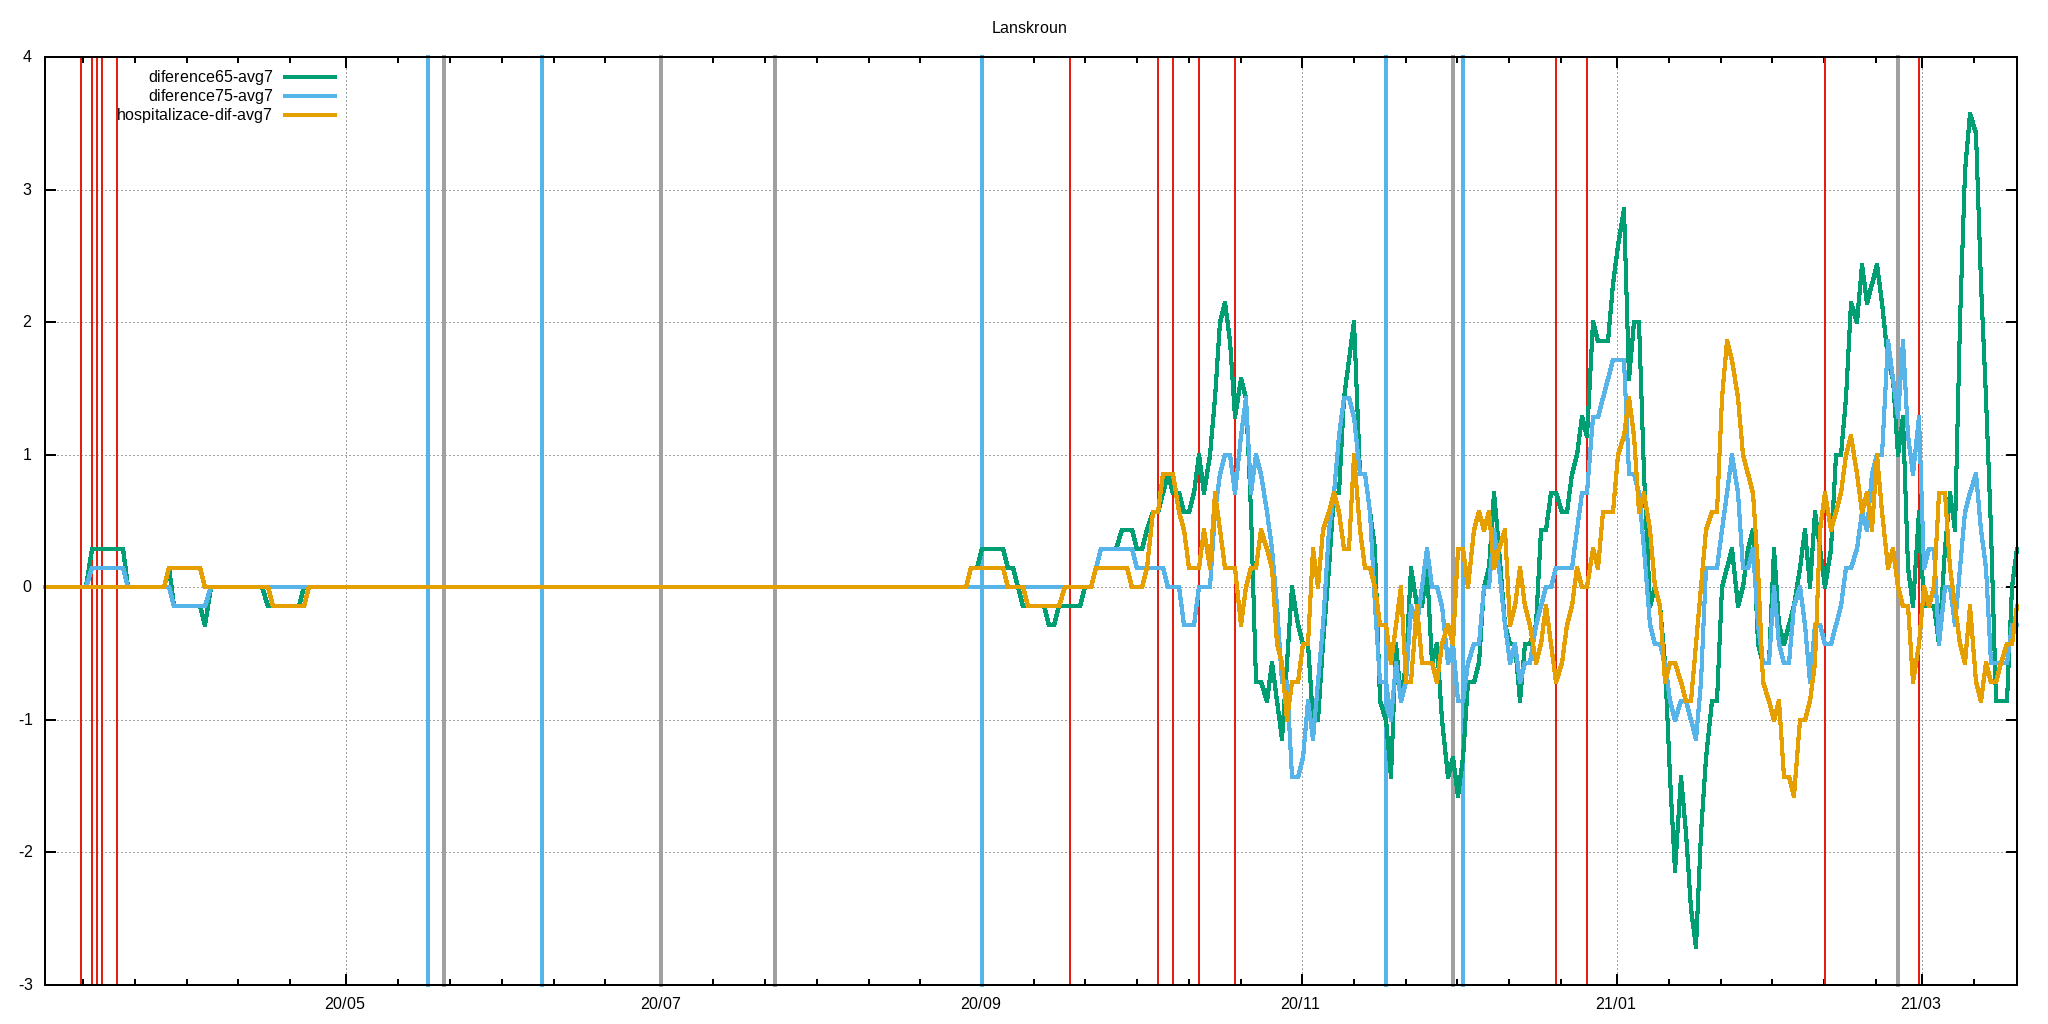 Lanskroun
4
diference65-avg7
diference75-avg7
hospitalizace-dif-avg7
3
2
1
0
-1
-2
-3
20/05 20/07 20/09 20/11 21/01 21/03